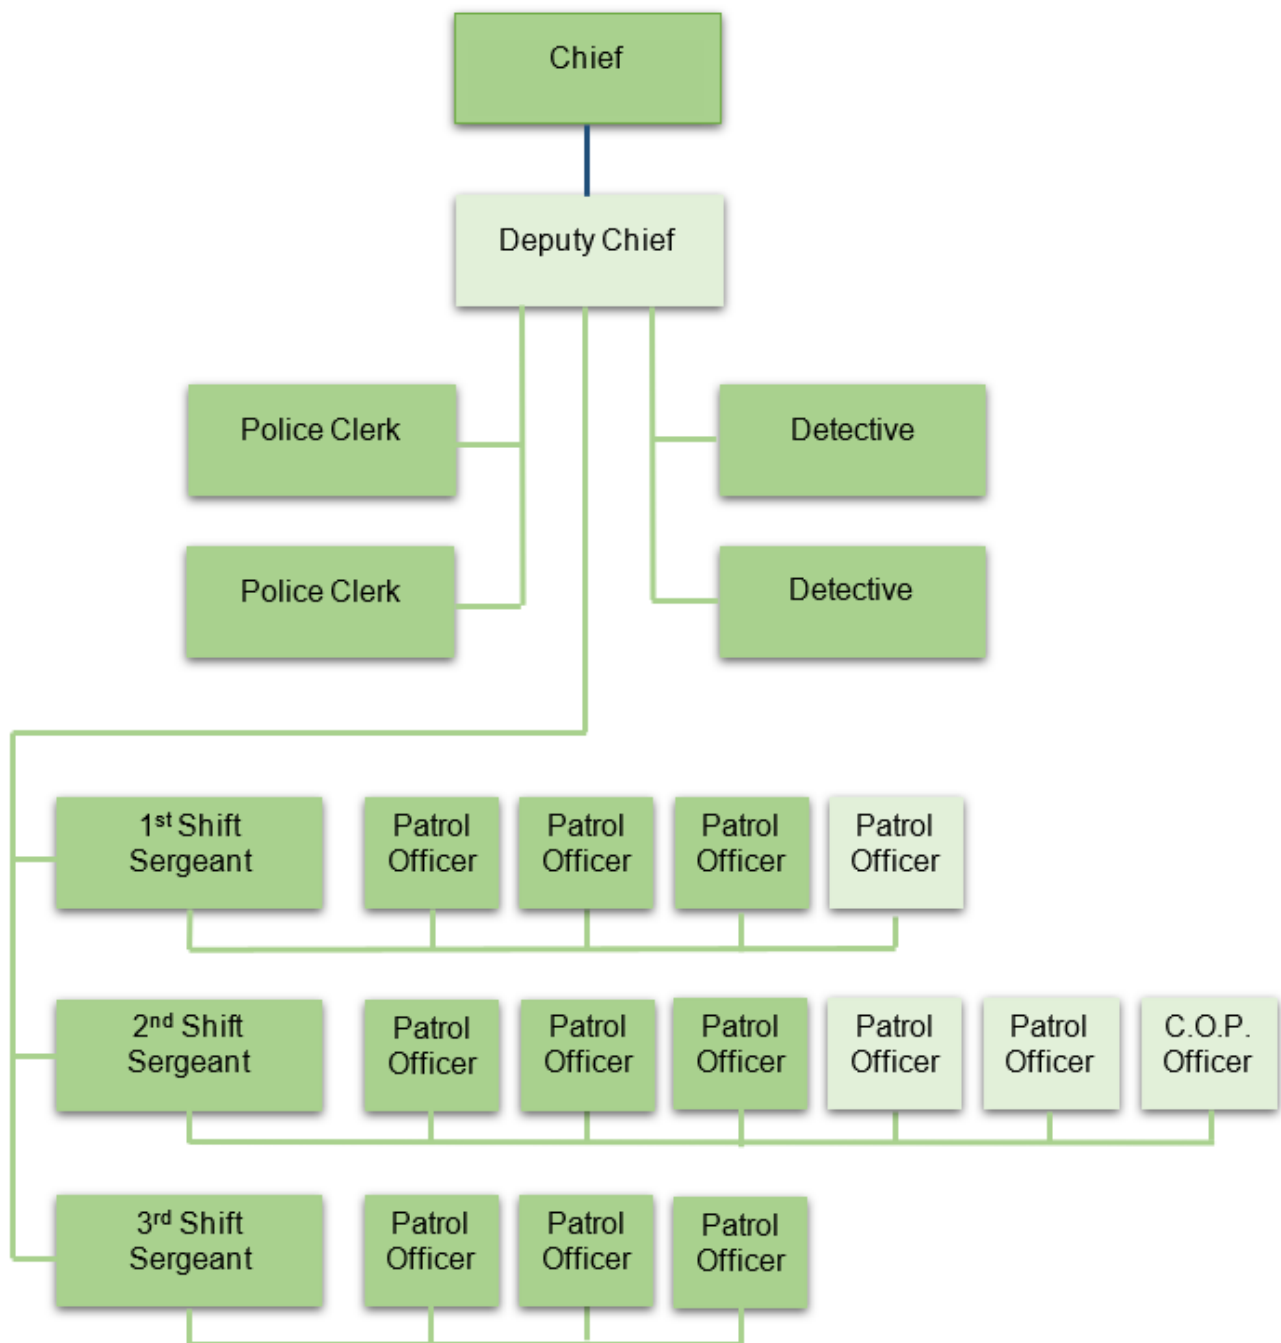 Chief
Deputy Chief
Police Clerk
Detective
Police Clerk
Detective
1st Shift
Sergeant
Patrol
Officer
Patrol
Officer
Patrol
Officer
Patrol
Officer
2nd Shift
Sergeant
Patrol
Officer
Patrol
Officer
Patrol
Officer
Patrol
Officer
Patrol
Officer
C.O.P.
Officer
3rd Shift
Sergeant
Patrol
Officer
Patrol
Officer
Patrol
Officer